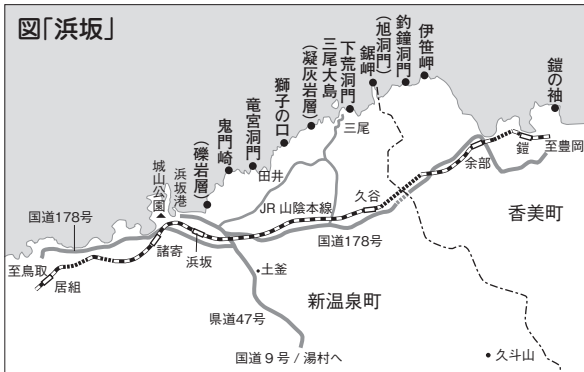 図「浜坂」
城山公園
浜坂港
(礫岩層)
鬼門崎
竜宮洞門
獅子の口
(凝灰岩層)
三尾大島
下荒洞門
(旭洞門)
鋸岬
釣鐘洞門
伊笹岬
鎧の袖
三尾
田井
至豊岡
鎧
余部
香美町
久谷
JR山陰本線
国道178号
国道178号
諸寄
浜坂
至鳥取
居組
土釜
新温泉町
県道47号
国道9号/湯村へ
久斗山